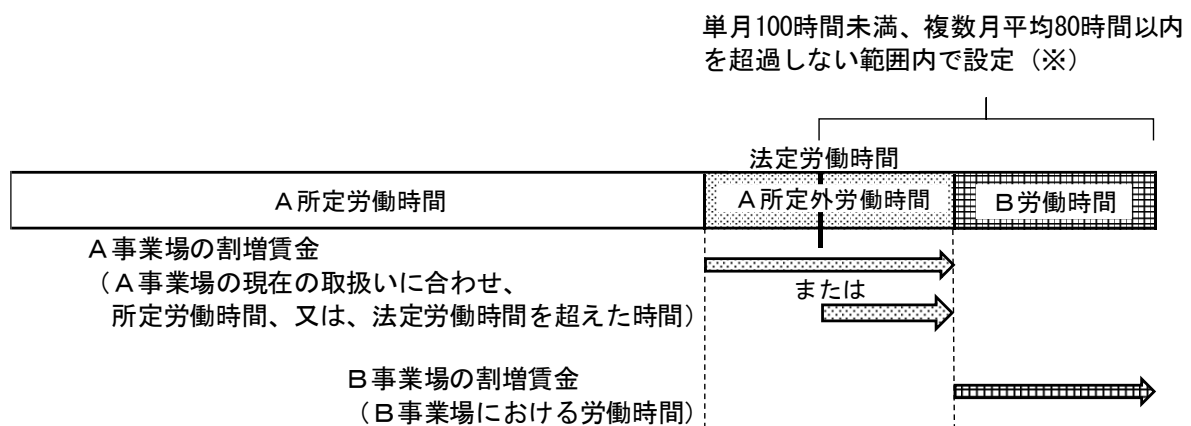 単月100時間未満、複数月平均80時間以内
を超過しない範囲内で設定（※）
法定労働時間
Ａ所定労働時間
Ａ所定外労働時間
Ｂ労働時間
Ａ事業場の割増賃金
（Ａ事業場の現在の取扱いに合わせ、
所定労働時間、又は、法定労働時間を超えた時間）
または
Ｂ事業場の割増賃金
（Ｂ事業場における労働時間）